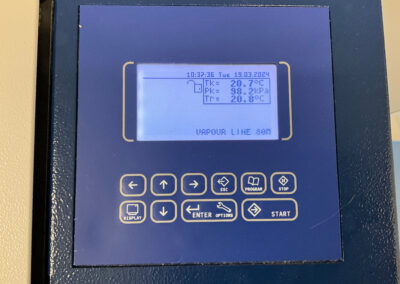 10:37:36 Tue 19.03.2024
Tk= 20.7°C
Pk= 98.2kPa
Tr= 20.8°C
VAPOUR LINE 80M
ESC
PROGRAM
STOP
DISPLAY
ENTER
OPTIONS
START